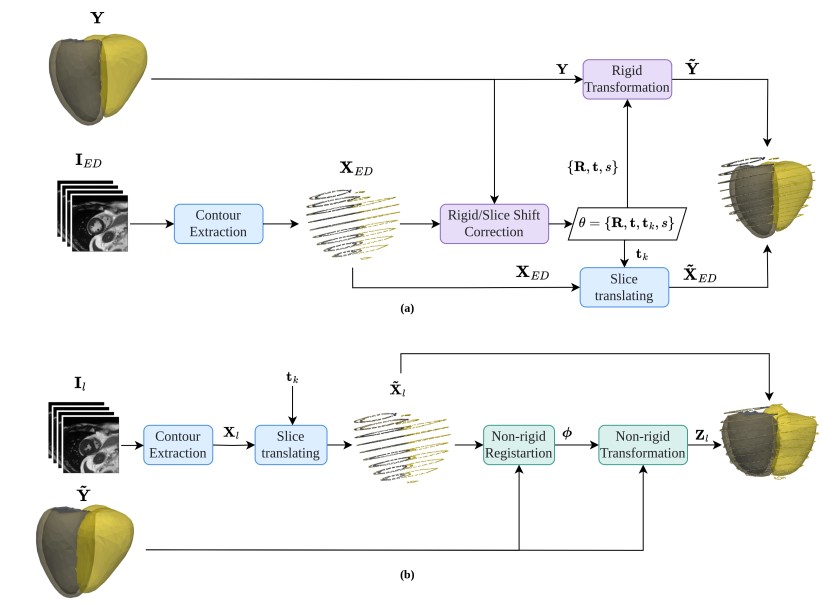 Y
Y
Rigid
Transformation
Ỹ
I_ED
X_ED
{R, t, s}
Contour
Extraction
Rigid/Slice Shift
Correction
θ = {R, t, t_k, s}
t_k
X_ED
Slice
translating
X̃_ED
(a)
I_l
t_k
X̃_l
Contour
Extraction
X_l
Slice
translating
Non-rigid
Registartion
ϕ
Non-rigid
Transformation
Z_l
Ỹ
(b)